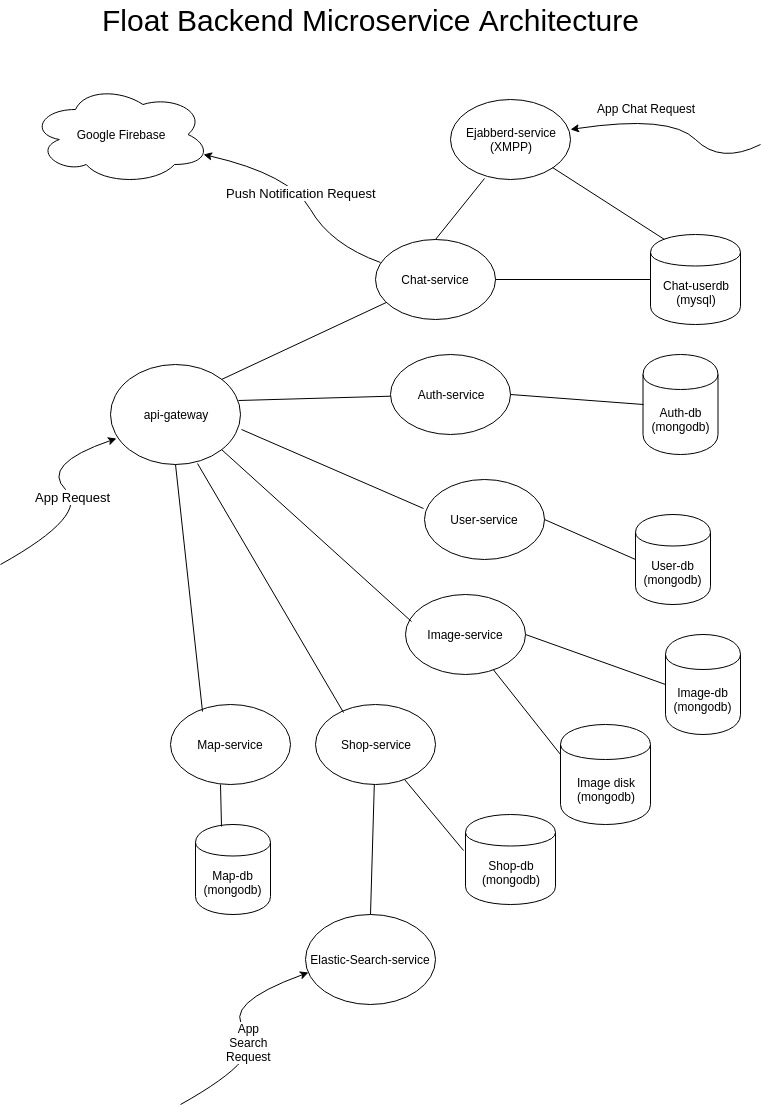 Float Backend Microservice Architecture
Google Firebase
Ejabberd-service
(XMPP)
App Chat Request
Push Notification Request
Chat-service
Chat-userdb
(mysql)
api-gateway
Auth-service
Auth-db
(mongodb)
App Request
User-service
User-db
(mongodb)
Image-service
Image-db
(mongodb)
Map-service
Shop-service
Image disk
(mongodb)
Map-db
(mongodb)
Shop-db
(mongodb)
Elastic-Search-service
App
Search
Request